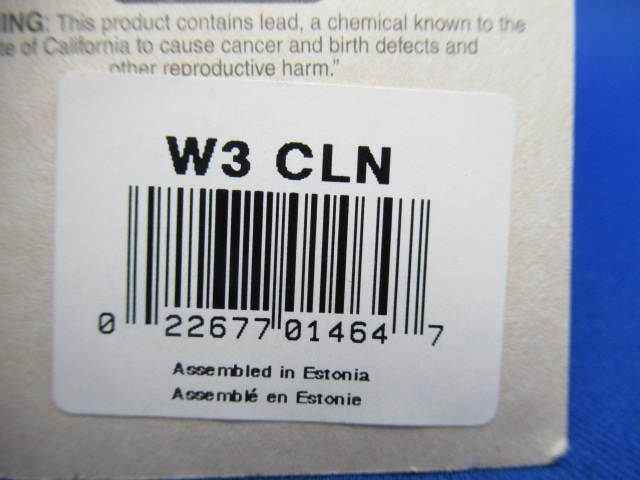 ING: This product contains lead, a chemical known to the
te of California to cause cancer and birth defects and
other reproductive harm."
W3 CLN
0 22677 01464 7
Assembled in Estonia
Assemblé en Estonie